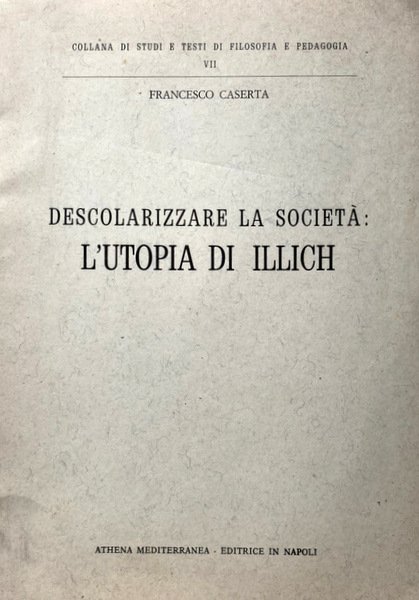 COLLANA DI STUDI E TESTI DI FILOSOFIA E PEDAGOGIA
VII
FRANCESCO CASERTA
DESCOLARIZZARE LA SOCIETÀ:
L'UTOPIA DI ILLICH
ATHENA MEDITERRANEA - EDITRICE IN NAPOLI